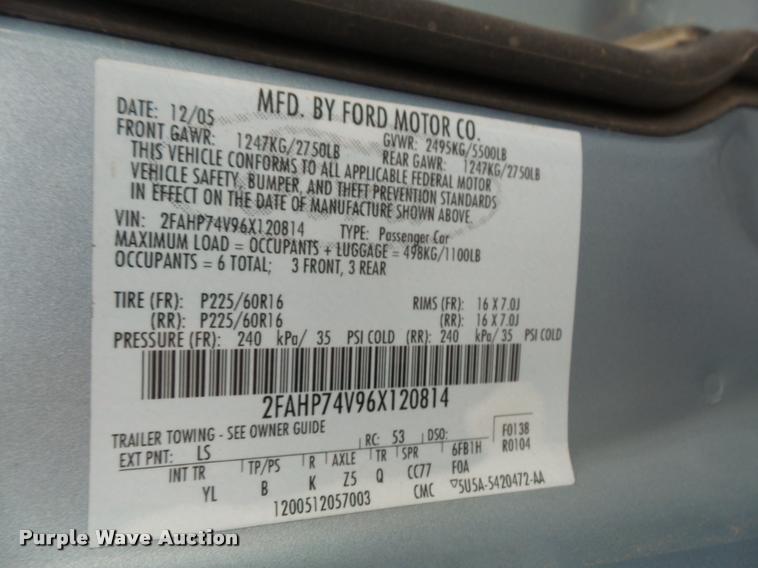 MFD. BY FORD MOTOR CO.
DATE: 12/05 GVWR: 2495KG/5500LB
FRONT GAWR: 1247KG/2750LB REAR GAWR: 1247KG/2750LB
THIS VEHICLE CONFORMS TO ALL APPLICABLE FEDERAL MOTOR
VEHICLE SAFETY, BUMPER, AND THEFT PREVENTION STANDARDS
IN EFFECT ON THE DATE OF MANUFACTURE SHOWN ABOVE.
VIN: 2FAHP74V96X120814 TYPE: Passenger Car
MAXIMUM LOAD = OCCUPANTS + LUGGAGE = 498KG/1100LB
OCCUPANTS = 6 TOTAL; 3 FRONT, 3 REAR
TIRE (FR): P225/60R16 RIMS (FR): 16 X 7.0J
(RR): P225/60R16 (RR): 16 X 7.0J
PRESSURE (FR): 240 kPa/ 35 PSI COLD (RR): 240 kPa/ 35 PSI COLD
2FAHP74V96X120814
TRAILER TOWING - SEE OWNER GUIDE F0138
EXT PNT: LS RC: 53 DSO: 6FB1H R0104
INT TR TP/PS R AXLE TR SPR F0A
YL B K Z5 Q CC77
1200512057003 CMC ▽5U5A-5420472-AA
Purple Wave Auction